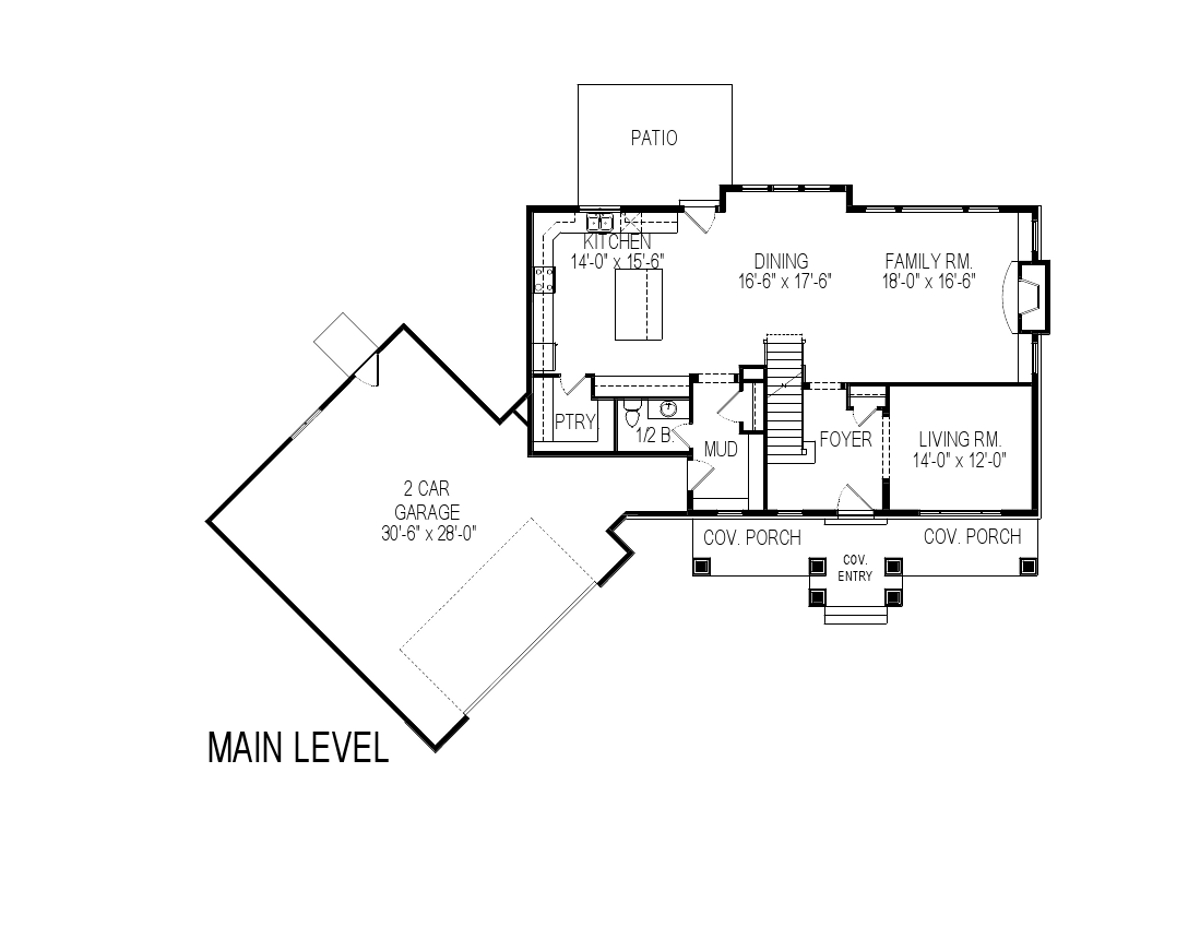 PATIO
KITCHEN
14'-0" x 15'-6"
DINING
16'-6" x 17'-6"
FAMILY RM.
18'-0" x 16'-6"
PTRY.
1/2 B.
MUD
FOYER
LIVING RM.
14'-0" x 12'-0"
2 CAR
GARAGE
30'-6" x 28'-0"
COV. PORCH
COV.
ENTRY
COV. PORCH
MAIN LEVEL